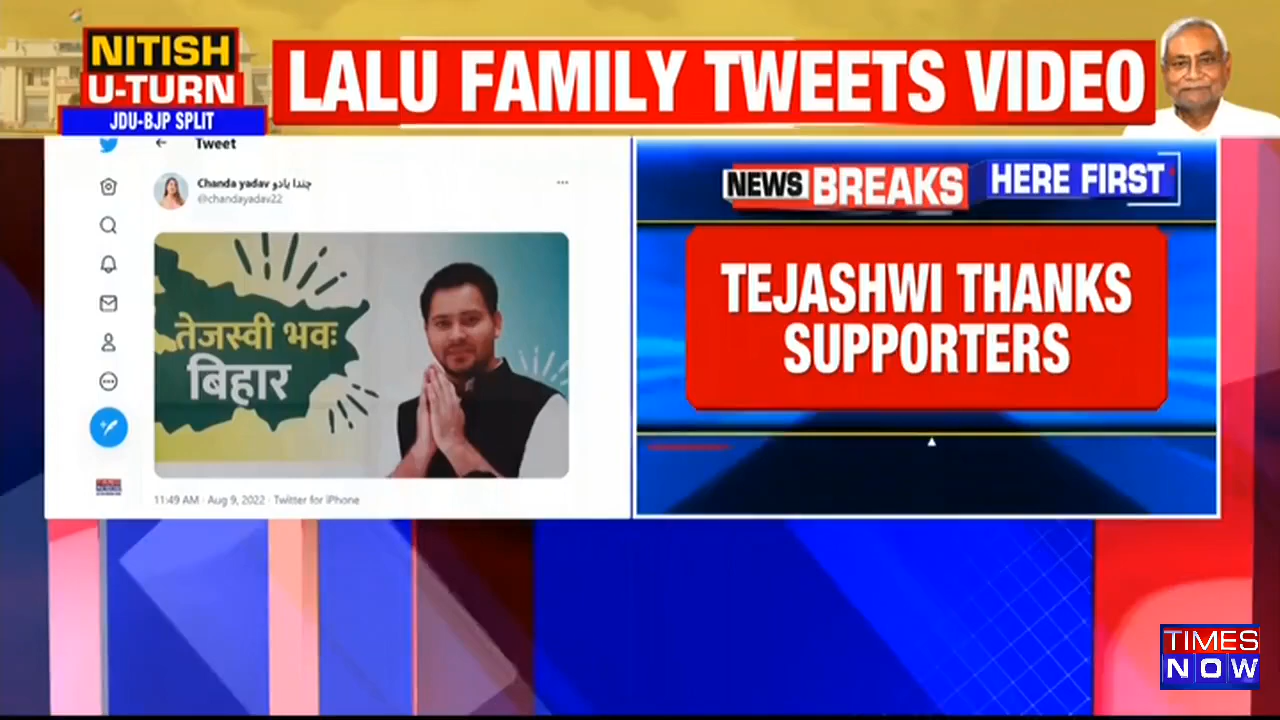 NITISH
U-TURN
JDU-BJP SPLIT
LALU FAMILY TWEETS VIDEO
Tweet
Chanda yadav چندا یادو
@chandayadav22
तेजस्वी भवः
बिहार
11:49 AM · Aug 9, 2022 · Twitter for iPhone
NEWS BREAKS HERE FIRST
TEJASHWI THANKS
SUPPORTERS
TIMES
NOW